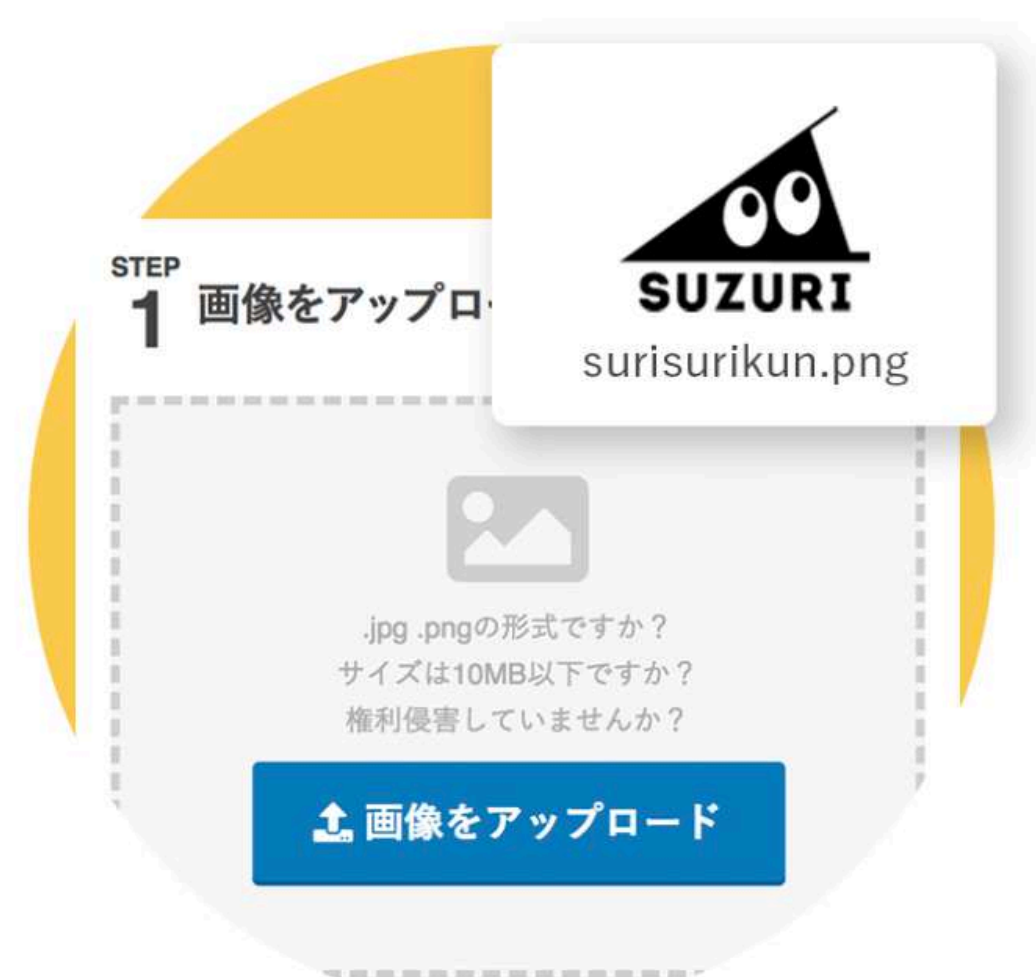 STEP
1 画像をアップロ
SUZURI
surisurikun.png
.jpg .pngの形式ですか？
サイズは10MB以下ですか？
権利侵害していませんか？
画像をアップロード